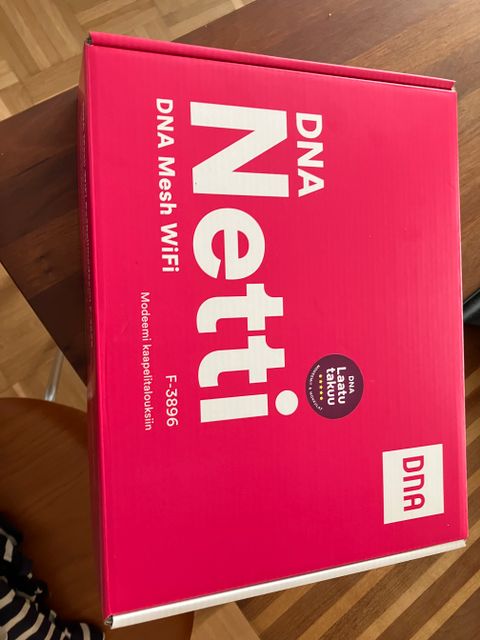 DNA
Netti
DNA Mesh WiFi
F-3896
Modeemi kaapelitalouksiin
DNA
Laatu
takuu
DNA